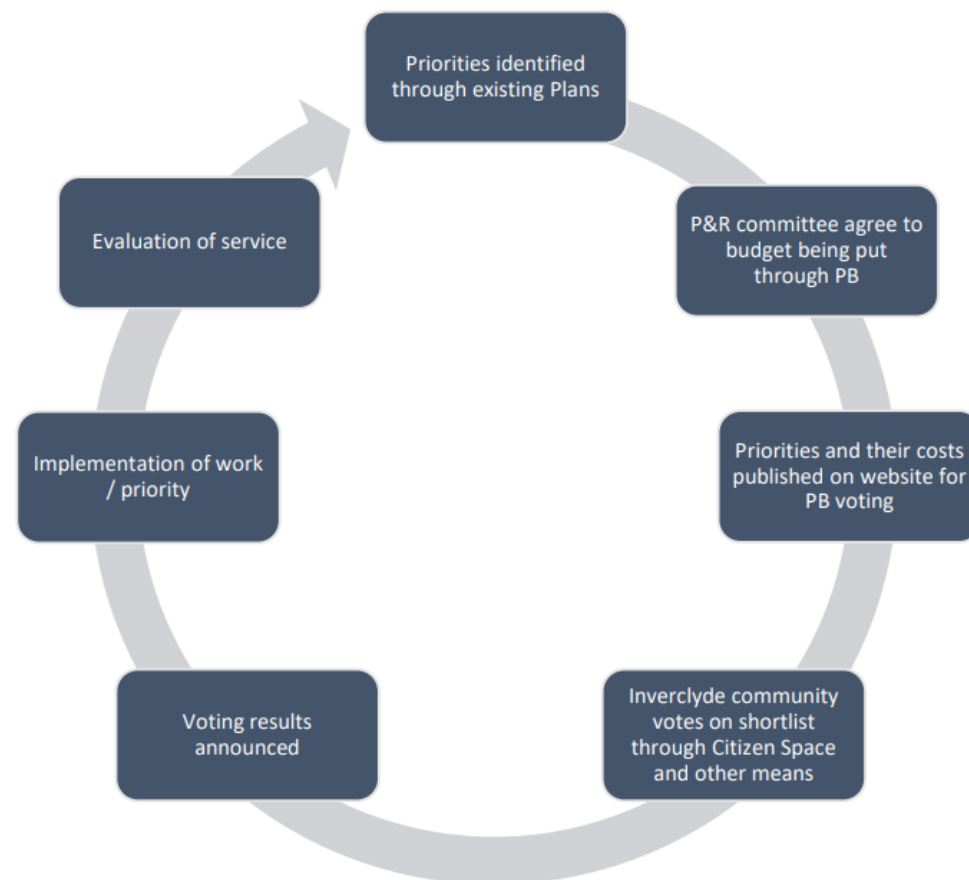 Priorities identified
through existing Plans
P&R committee agree to
budget being put
through PB
Priorities and their costs
published on website for
PB voting
Inverclyde community
votes on shortlist
through Citizen Space
and other means
Voting results
announced
Implementation of work
/ priority
Evaluation of service